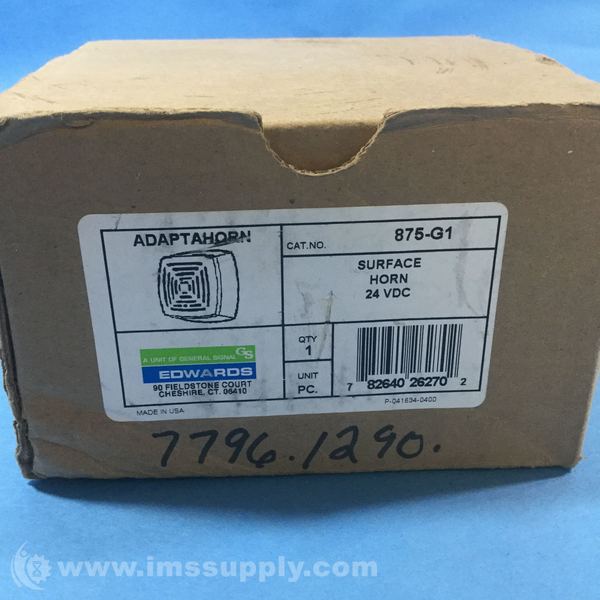 ADAPTAHORN
CAT.NO. 875-G1
SURFACE
HORN
24 VDC
QTY
1
UNIT
PC.
7 82640 26270 2
P-041634-0400
A UNIT OF GENERAL SIGNAL GS
EDWARDS
90 FIELDSTONE COURT
CHESHIRE, CT. 06410
MADE IN USA
7796.1290.
© www.imssupply.com